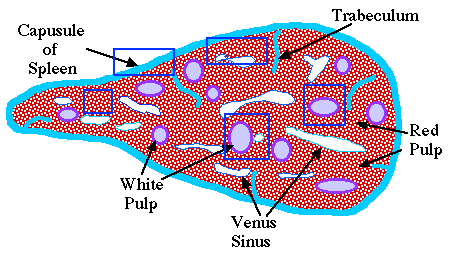 Capusule of
Spleen
Trabeculum
Red
Pulp
White
Pulp
Venus
Sinus